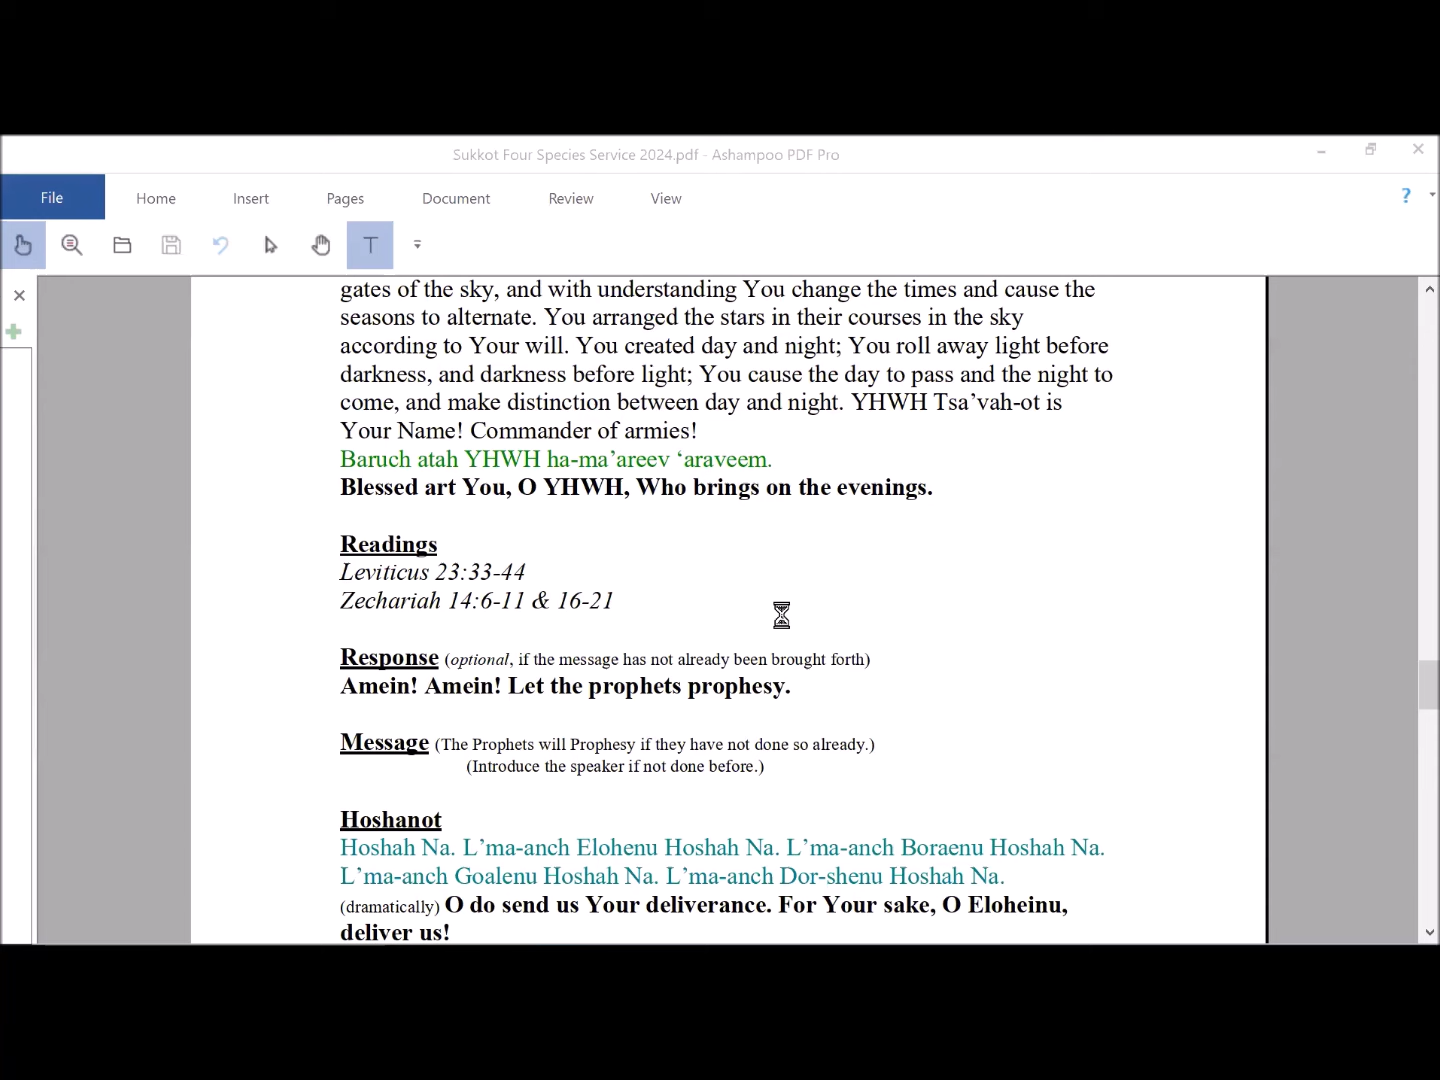 Sukkot Four Species Service 2024.pdf - Ashampoo PDF Pro
File Home Insert Pages Document Review View ?
T
gates of the sky, and with understanding You change the times and cause the
seasons to alternate. You arranged the stars in their courses in the sky
according to Your will. You created day and night; You roll away light before
darkness, and darkness before light; You cause the day to pass and the night to
come, and make distinction between day and night. YHWH Tsa’vah-ot is
Your Name! Commander of armies!
Baruch atah YHWH ha-ma’areev ‘araveem.
Blessed art You, O YHWH, Who brings on the evenings.
Readings
Leviticus 23:33-44
Zechariah 14:6-11 & 16-21
Response (optional, if the message has not already been brought forth)
Amein! Amein! Let the prophets prophesy.
Message (The Prophets will Prophesy if they have not done so already.)
(Introduce the speaker if not done before.)
Hoshanot
Hoshah Na. L’ma-anch Elohenu Hoshah Na. L’ma-anch Boraenu Hoshah Na.
L’ma-anch Goalenu Hoshah Na. L’ma-anch Dor-shenu Hoshah Na.
(dramatically) O do send us Your deliverance. For Your sake, O Eloheinu,
deliver us!